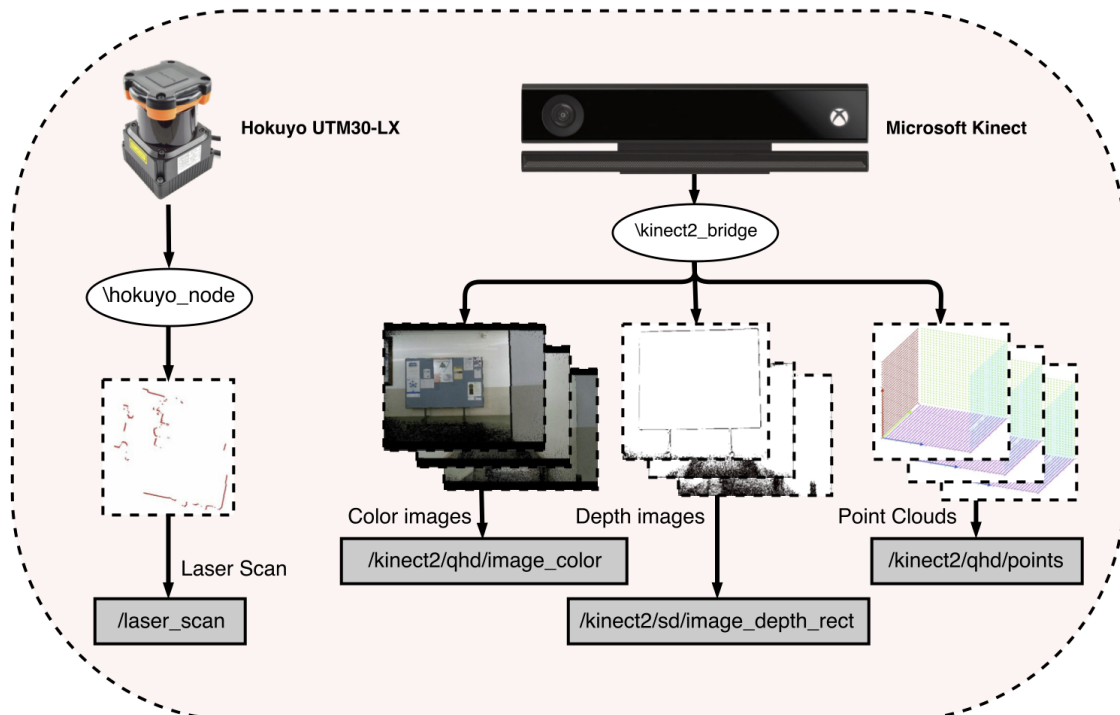 Hokuyo UTM30-LX
Microsoft Kinect
\kinect2_bridge
\hokuyo_node
Color images
Depth images
Point Clouds
/kinect2/qhd/image_color
/kinect2/qhd/points
Laser Scan
/laser_scan
/kinect2/sd/image_depth_rect